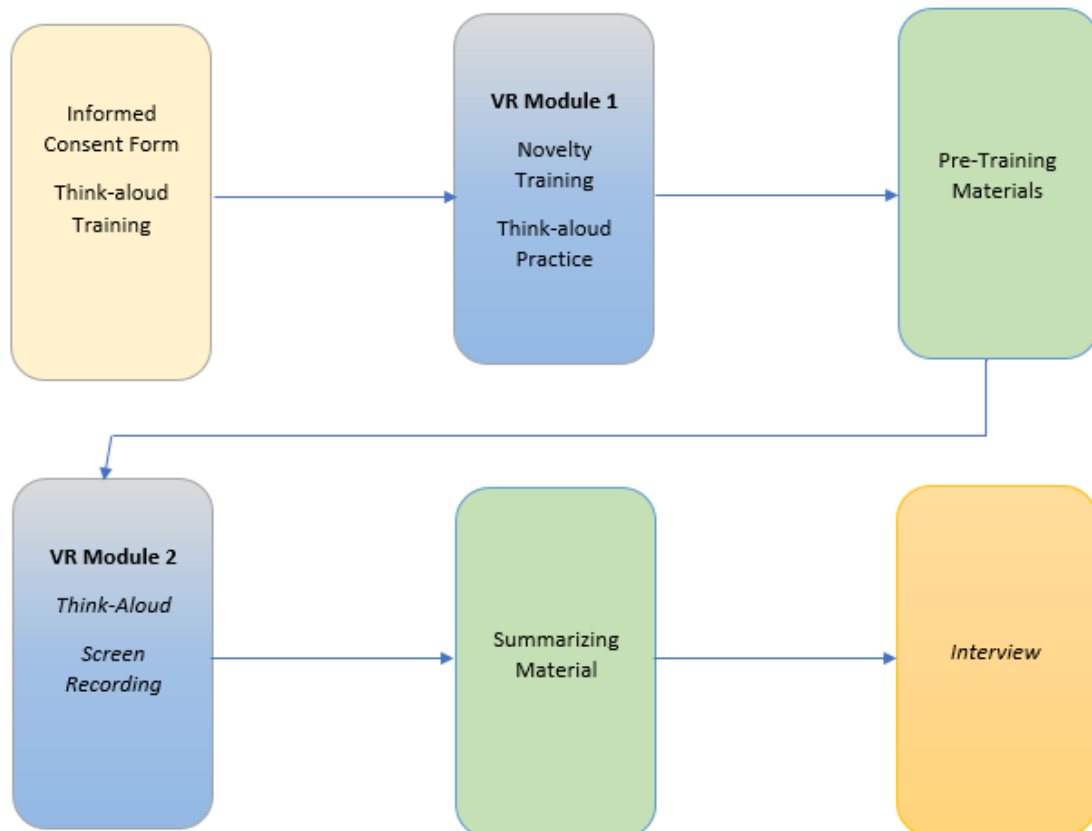 Informed
Consent Form
Think-aloud
Training
VR Module 1
Novelty
Training
Think-aloud
Practice
Pre-Training
Materials
VR Module 2
Think-Aloud
Screen
Recording
Summarizing
Material
Interview